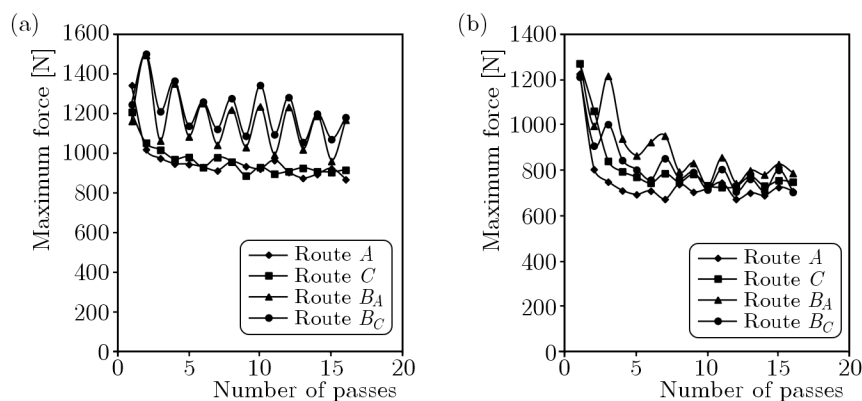 (a)
Maximum force [N]
1600
1400
1200
1000
800
600
400
200
0
0 5 10 15 20
Number of passes
Route A
Route C
Route B_A
Route B_C
(b)
Maximum force [N]
1400
1200
1000
800
600
400
200
0
0 5 10 15 20
Number of passes
Route A
Route C
Route B_A
Route B_C